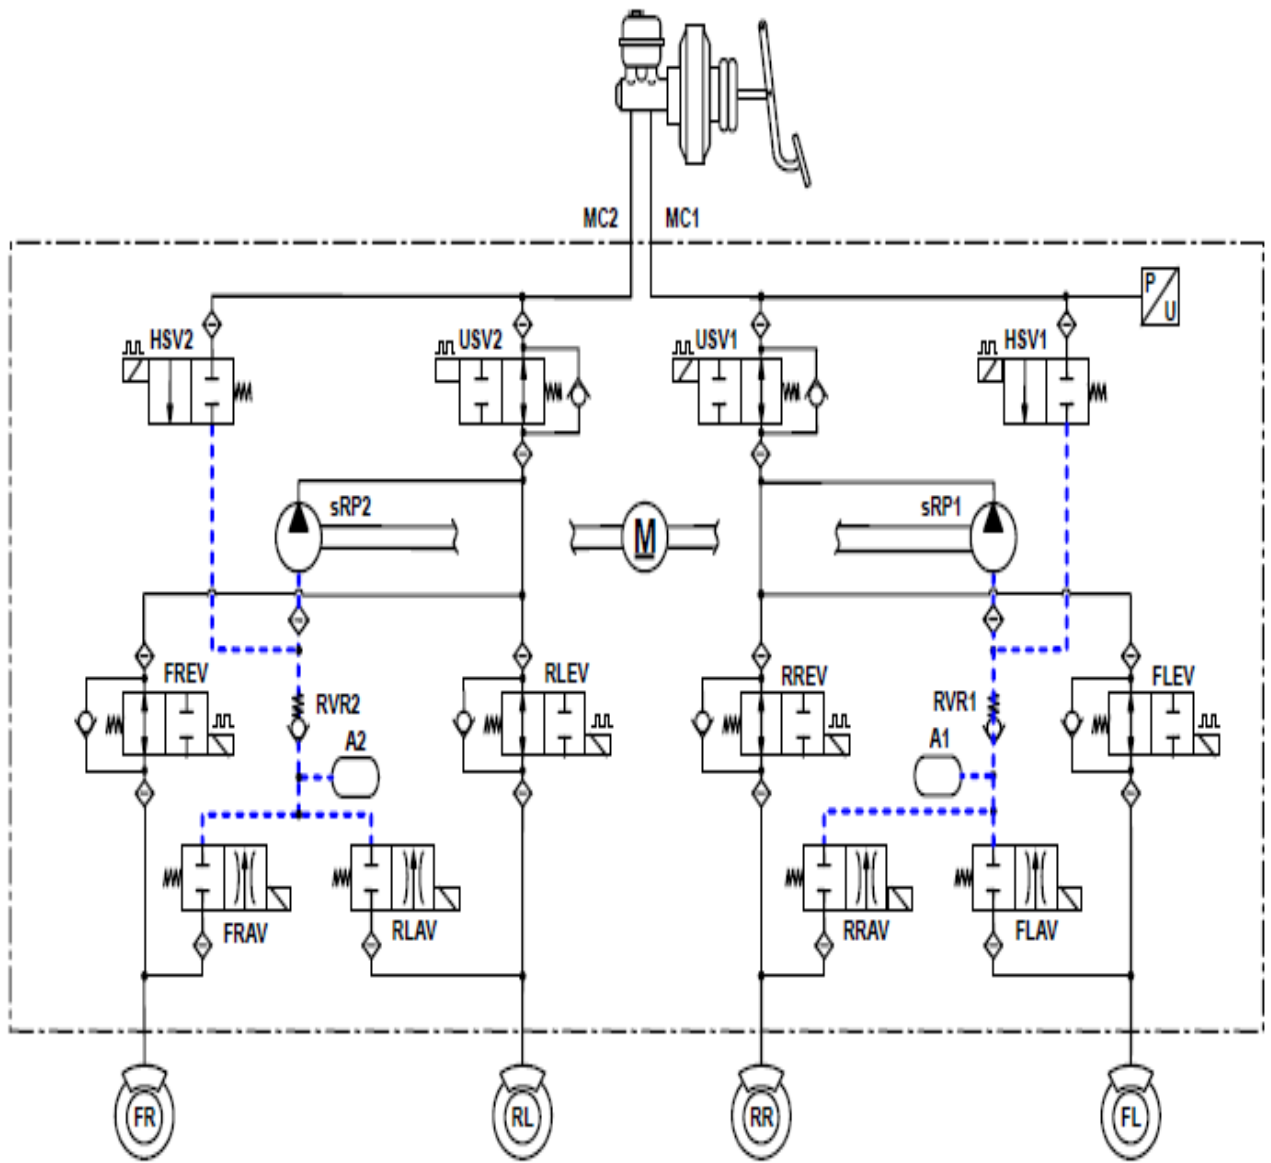 MC2 MC1
P
U
HSV2 USV2 USV1 HSV1
sRP2 M sRP1
FREV RLEV RREV FLEV
RVR2 RVR1
A2 A1
FRAV RLAV RRAV FLAV
FR RL RR FL